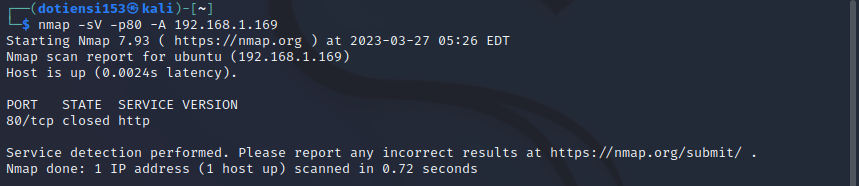 ┌──(dotiensi153㉿kali)-[~]
└─$ nmap -sV -p80 -A 192.168.1.169
Starting Nmap 7.93 ( https://nmap.org ) at 2023-03-27 05:26 EDT
Nmap scan report for ubuntu (192.168.1.169)
Host is up (0.0024s latency).

PORT   STATE  SERVICE VERSION
80/tcp closed http

Service detection performed. Please report any incorrect results at https://nmap.org/submit/ .
Nmap done: 1 IP address (1 host up) scanned in 0.72 seconds